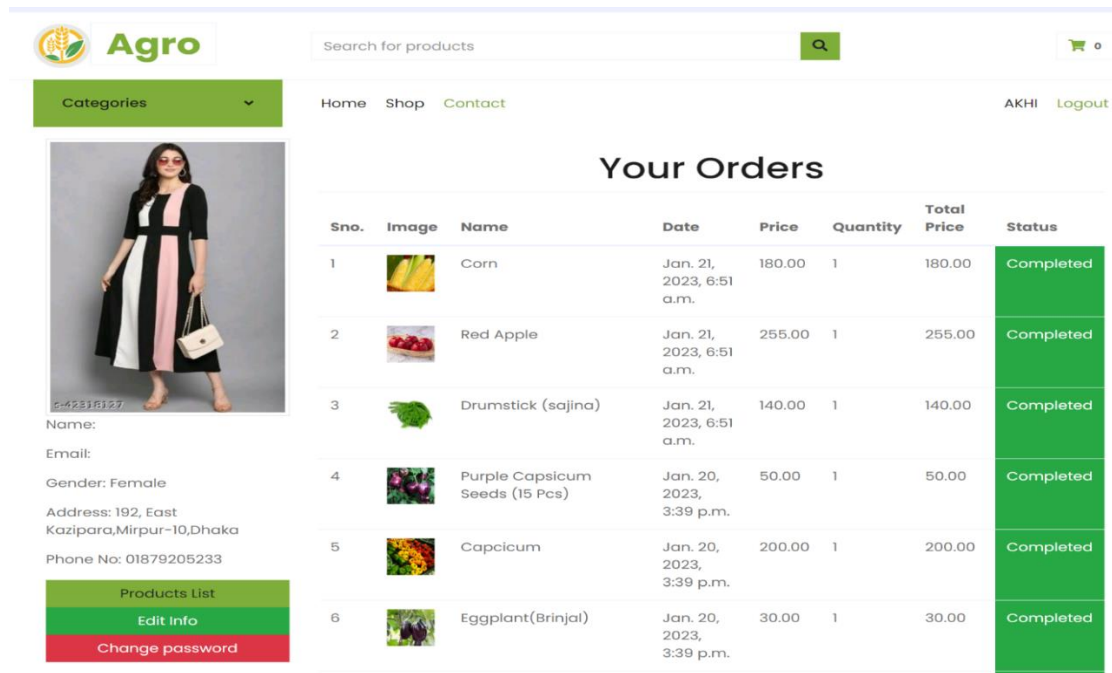 Agro
Search for products
0
Categories
Home Shop Contact
AKHI Logout
s-42318127
Name:
Email:
Gender: Female
Address: 192, East
Kazipara,Mirpur-10,Dhaka
Phone No: 01879205233
Products List
Edit Info
Change password
Your Orders
Sno. Image Name Date Price Quantity Total Price Status
1 Corn Jan. 21, 2023, 6:51 a.m. 180.00 1 180.00 Completed
2 Red Apple Jan. 21, 2023, 6:51 a.m. 255.00 1 255.00 Completed
3 Drumstick (sajina) Jan. 21, 2023, 6:51 a.m. 140.00 1 140.00 Completed
4 Purple Capsicum Seeds (15 Pcs) Jan. 20, 2023, 3:39 p.m. 50.00 1 50.00 Completed
5 Capcicum Jan. 20, 2023, 3:39 p.m. 200.00 1 200.00 Completed
6 Eggplant(Brinjal) Jan. 20, 2023, 3:39 p.m. 30.00 1 30.00 Completed